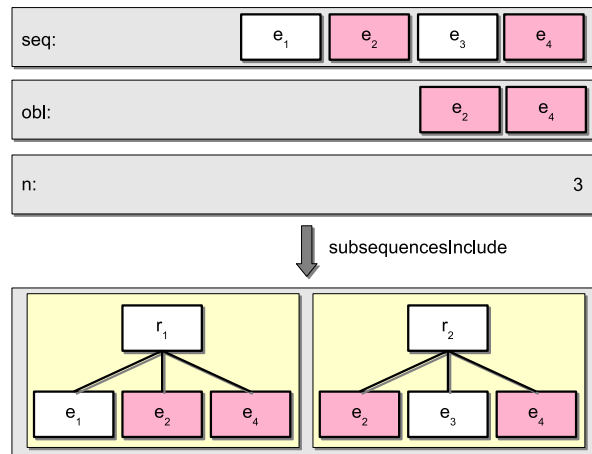 seq: e₁ e₂ e₃ e₄
obl: e₂ e₄
n: 3
subsequencesInclude
r₁ r₂
e₁ e₂ e₄ e₂ e₃ e₄